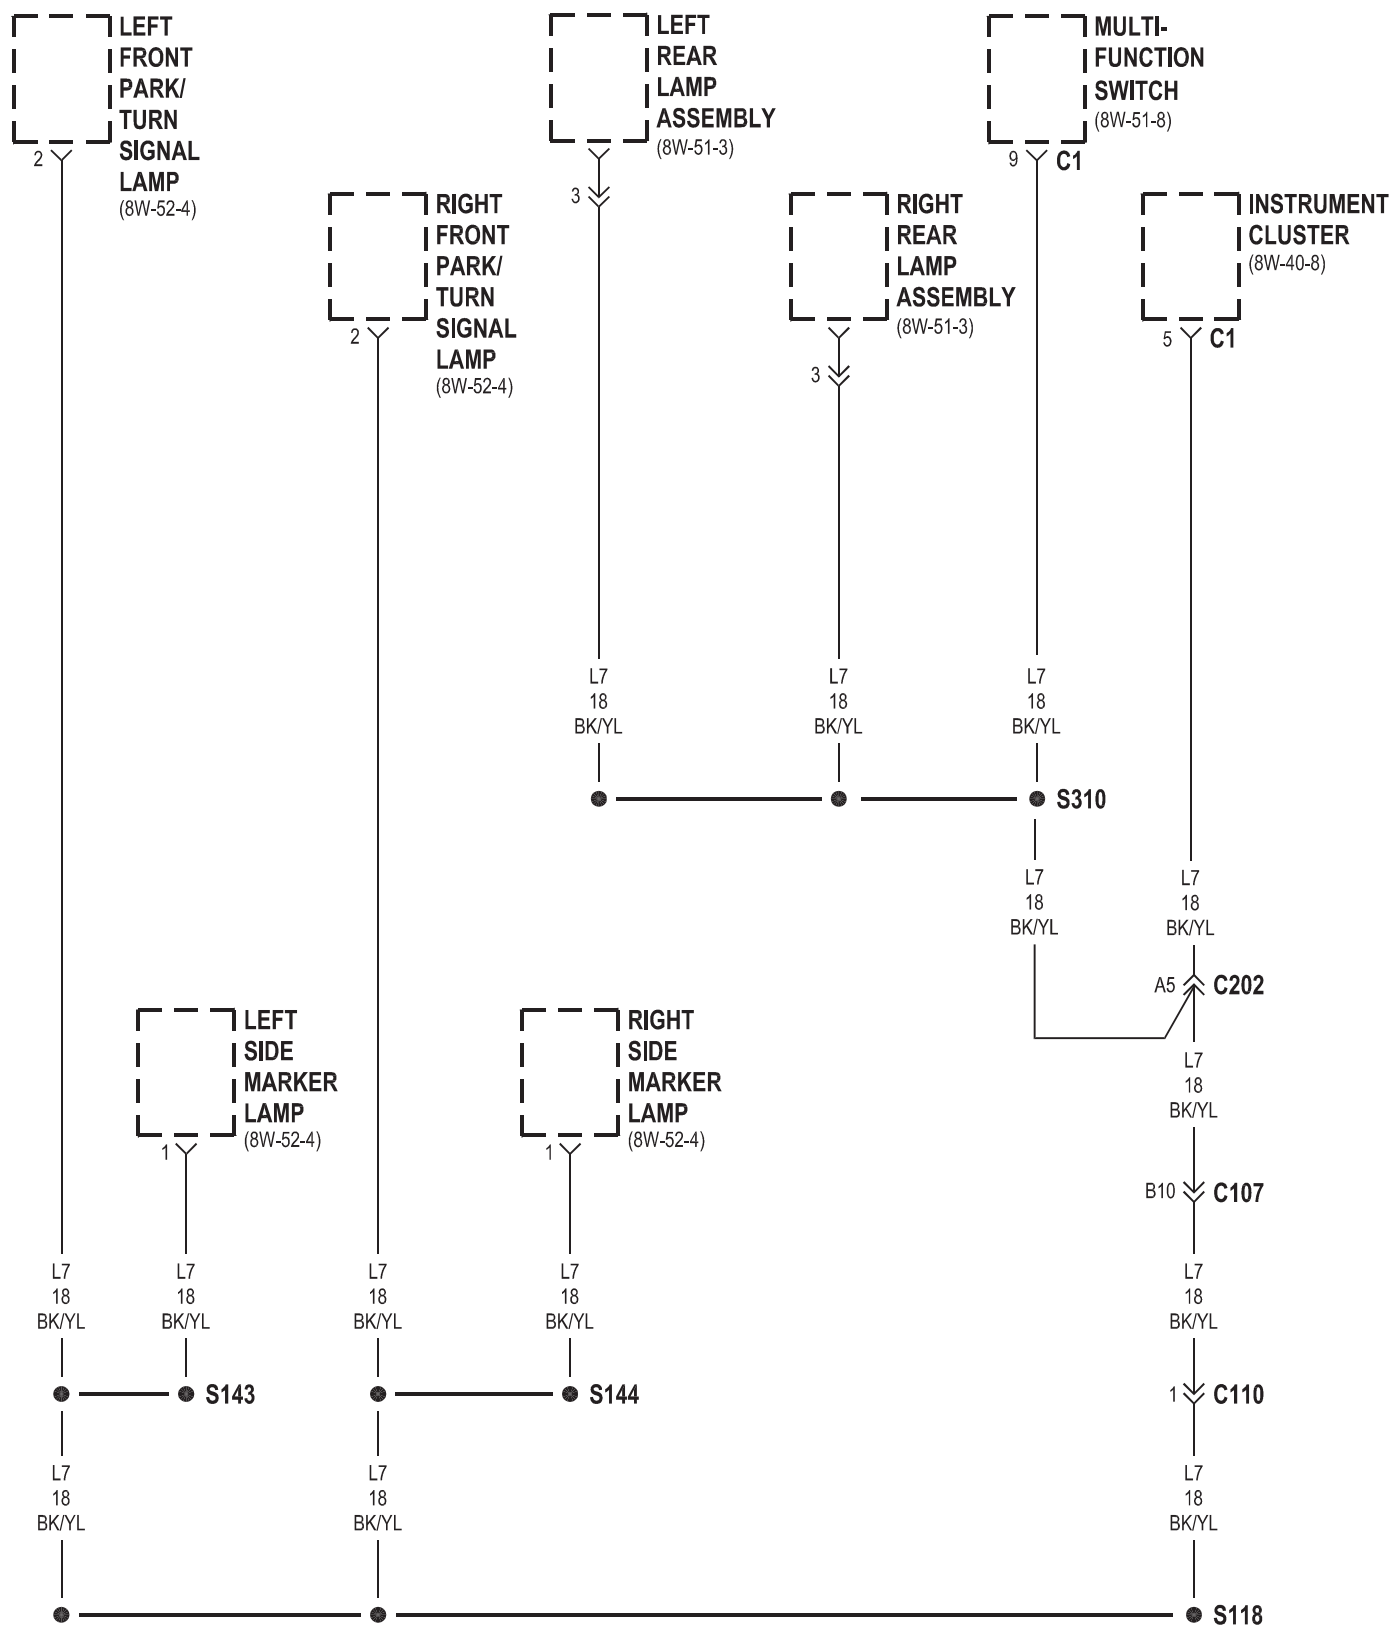 LEFT
FRONT
PARK/
TURN
SIGNAL
LAMP
(8W-52-4)
2
RIGHT
FRONT
PARK/
TURN
SIGNAL
LAMP
(8W-52-4)
2
LEFT
REAR
LAMP
ASSEMBLY
(8W-51-3)
3
RIGHT
REAR
LAMP
ASSEMBLY
(8W-51-3)
3
MULTI-
FUNCTION
SWITCH
(8W-51-8)
9 C1
INSTRUMENT
CLUSTER
(8W-40-8)
5 C1
L7
18
BK/YL
L7
18
BK/YL
L7
18
BK/YL
S310
L7
18
BK/YL
L7
18
BK/YL
A5 C202
LEFT
SIDE
MARKER
LAMP
(8W-52-4)
1
RIGHT
SIDE
MARKER
LAMP
(8W-52-4)
1
L7
18
BK/YL
B10 C107
L7
18
BK/YL
L7
18
BK/YL
L7
18
BK/YL
L7
18
BK/YL
L7
18
BK/YL
S143
S144
1 C110
L7
18
BK/YL
L7
18
BK/YL
L7
18
BK/YL
S118